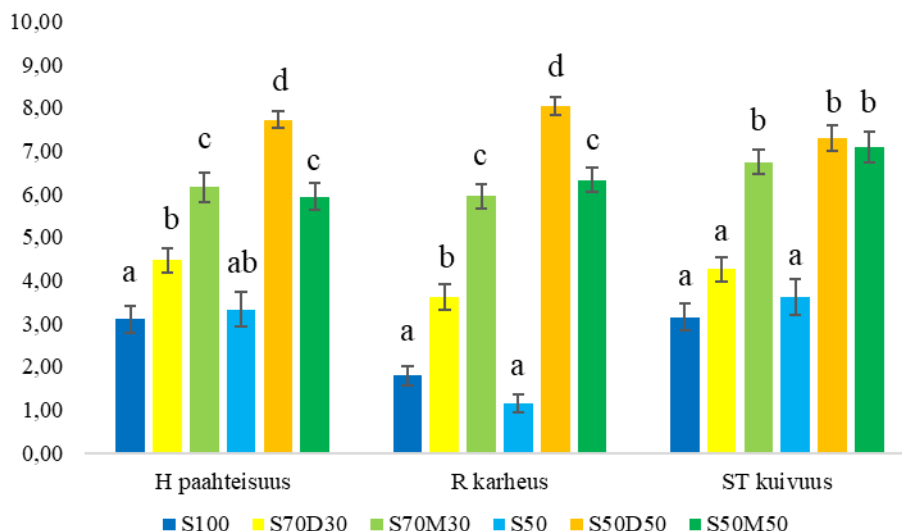 10,00
9,00
8,00
7,00
6,00
5,00
4,00
3,00
2,00
1,00
0,00
a b c ab d c
a b c a d c
a a b a b b
H paahteisuus R karheus ST kuivuus
S100 S70D30 S70M30 S50 S50D50 S50M50